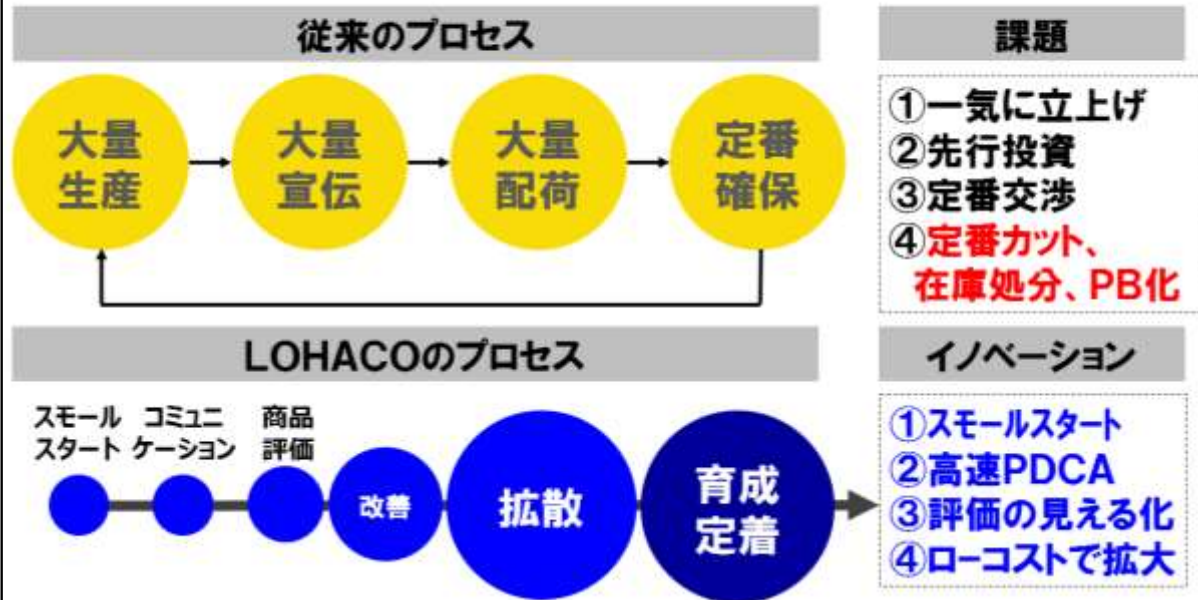 従来のプロセス
課題
大量
生産
大量
宣伝
大量
配荷
定番
確保
①一気に立上げ
②先行投資
③定番交渉
④定番カット、
在庫処分、PB化
LOHACOのプロセス
イノベーション
スモール
スタート
コミュニ
ケーション
商品
評価
改善
拡散
育成
定着
①スモールスタート
②高速PDCA
③評価の見える化
④ローコストで拡大